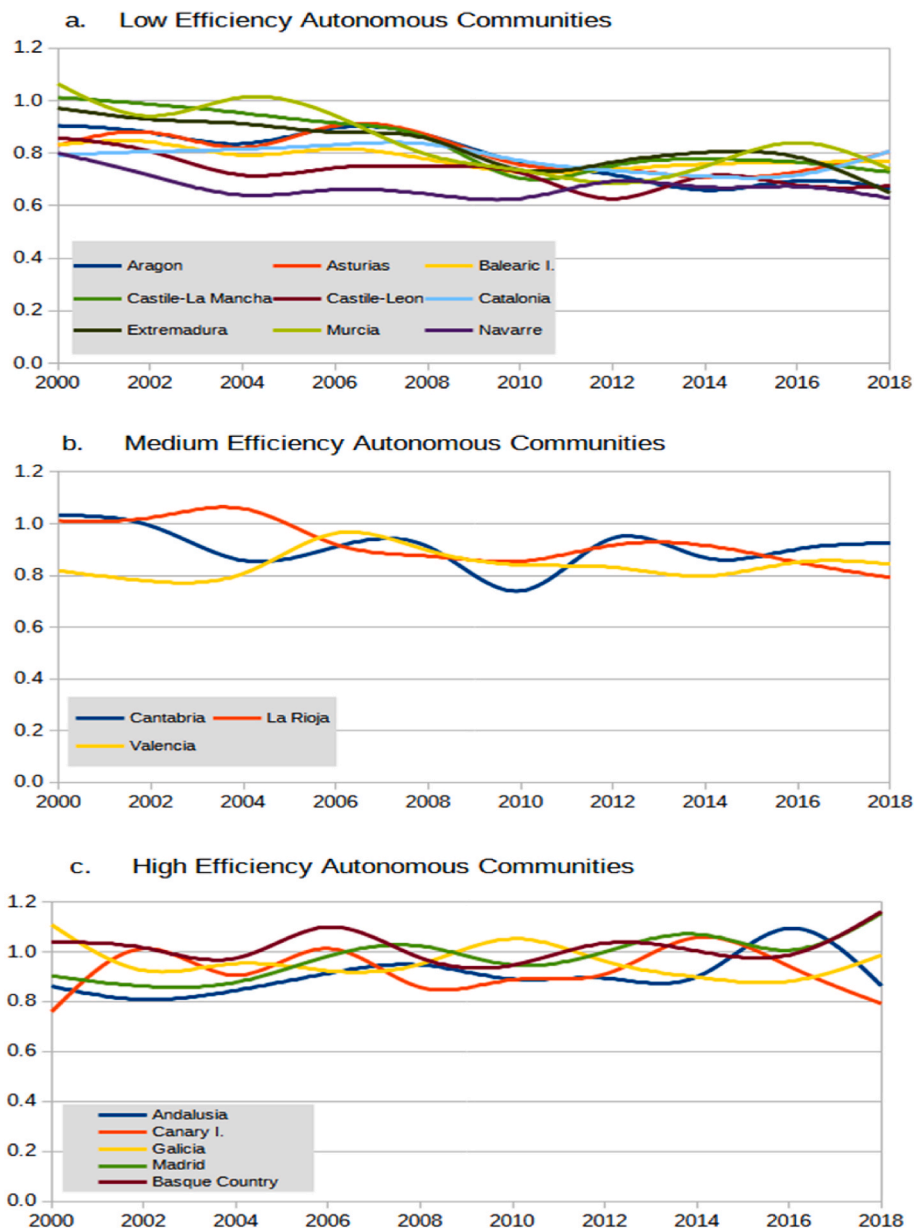 a. Low Efficiency Autonomous Communities
1.2
1.0
0.8
0.6
0.4
0.2
0.0
Aragon Asturias Balearic I.
Castile-La Mancha Castile-Leon Catalonia
Extremadura Murcia Navarre
2000 2002 2004 2006 2008 2010 2012 2014 2016 2018
b. Medium Efficiency Autonomous Communities
1.2
1.0
0.8
0.6
0.4
0.2
0.0
Cantabria La Rioja
Valencia
2000 2002 2004 2006 2008 2010 2012 2014 2016 2018
c. High Efficiency Autonomous Communities
1.2
1.0
0.8
0.6
0.4
0.2
0.0
Andalusia
Canary I.
Galicia
Madrid
Basque Country
2000 2002 2004 2006 2008 2010 2012 2014 2016 2018